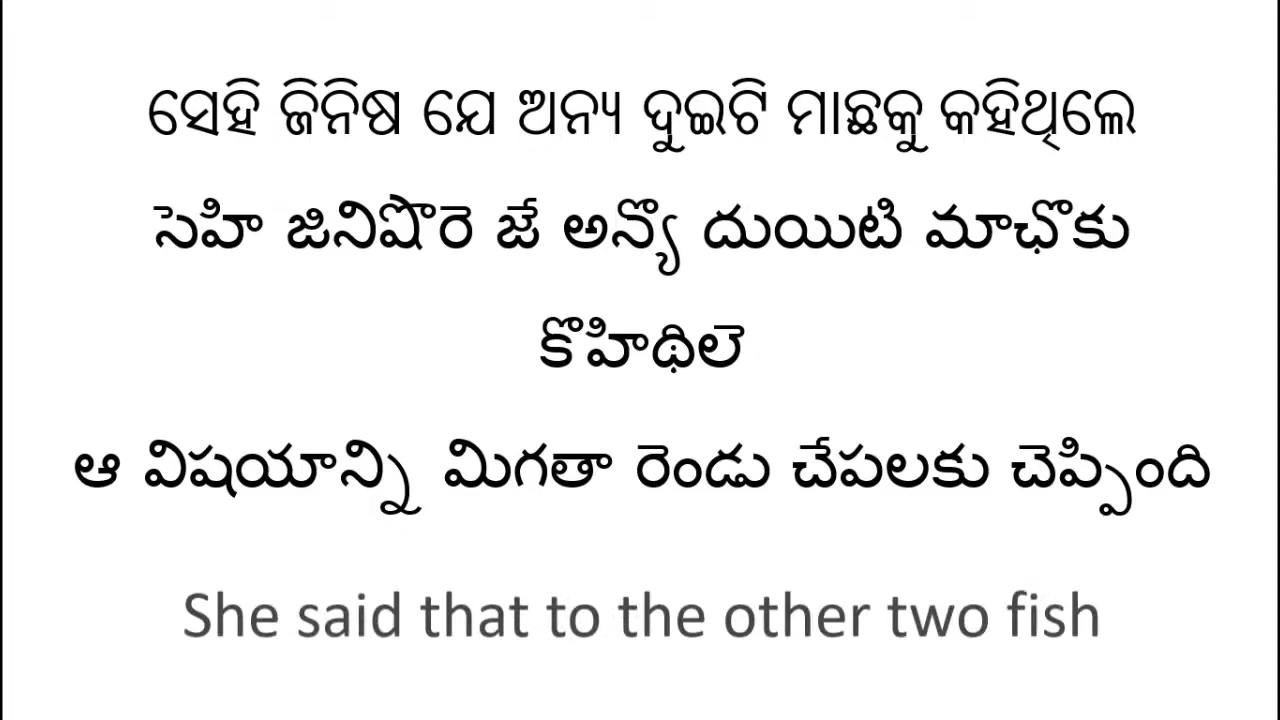 ସେହି ଜିନିଷ ଯେ ଅନ୍ୟ ଦୁଇଟି ମାଛକୁ କହିଥିଲେ
సెహి జినిషొరె జే అన్యొ దుయిటి మాఛొకు
కొహిథిలె
ఆ విషయాన్ని మిగతా రెండు చేపలకు చెప్పింది
She said that to the other two fish